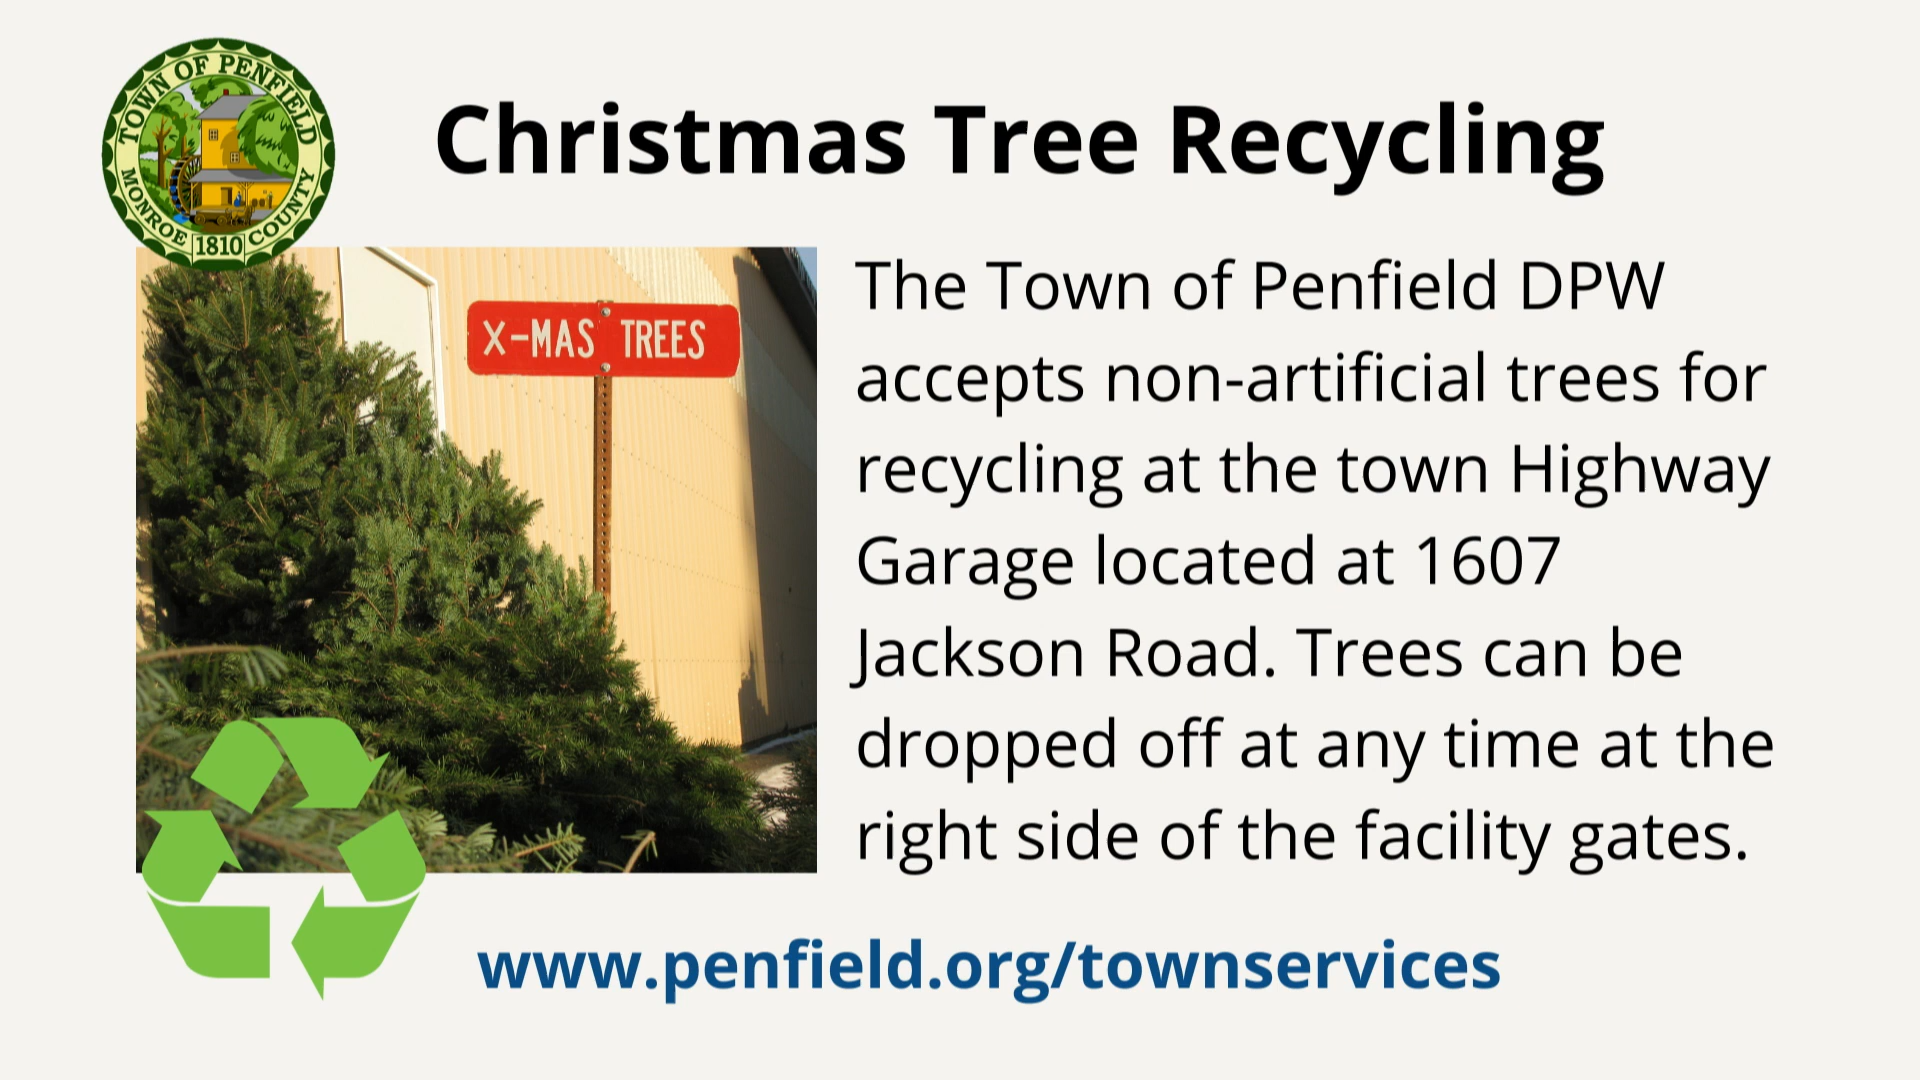 TOWN OF PENFIELD
MONROE COUNTY
1810
Christmas Tree Recycling
X-MAS TREES
The Town of Penfield DPW
accepts non-artificial trees for
recycling at the town Highway
Garage located at 1607
Jackson Road. Trees can be
dropped off at any time at the
right side of the facility gates.
www.penfield.org/townservices